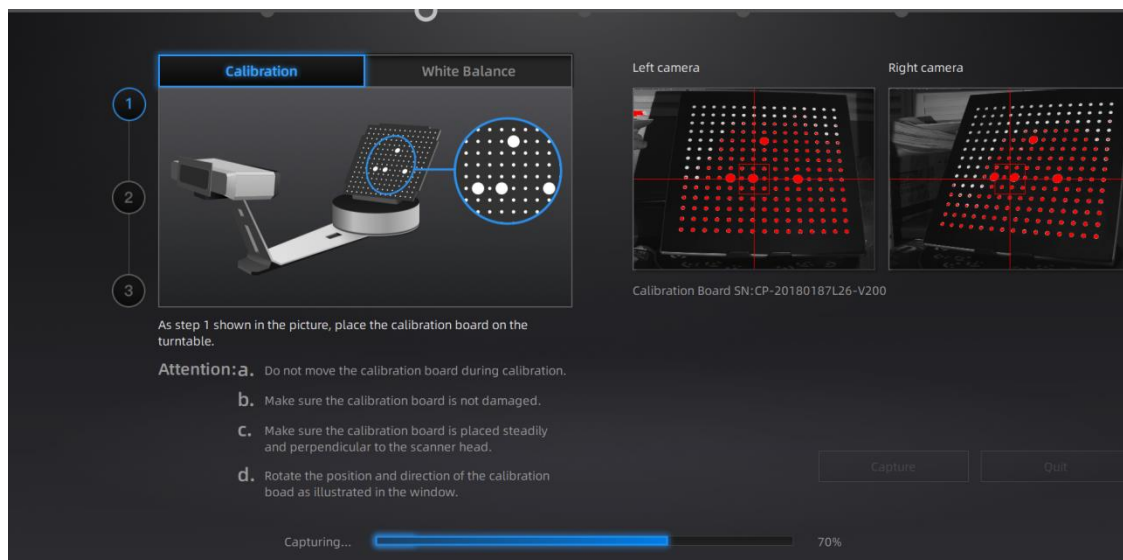 Calibration
White Balance
Left camera
Right camera
1
2
3
Calibration Board SN:CP-20180187L26-V200
As step 1 shown in the picture, place the calibration board on the
turntable.
Attention:a. Do not move the calibration board during calibration.
b. Make sure the calibration board is not damaged.
c. Make sure the calibration board is placed steadily
and perpendicular to the scanner head.
d. Rotate the position and direction of the calibration
boad as illustrated in the window.
Capture
Quit
Capturing...
70%